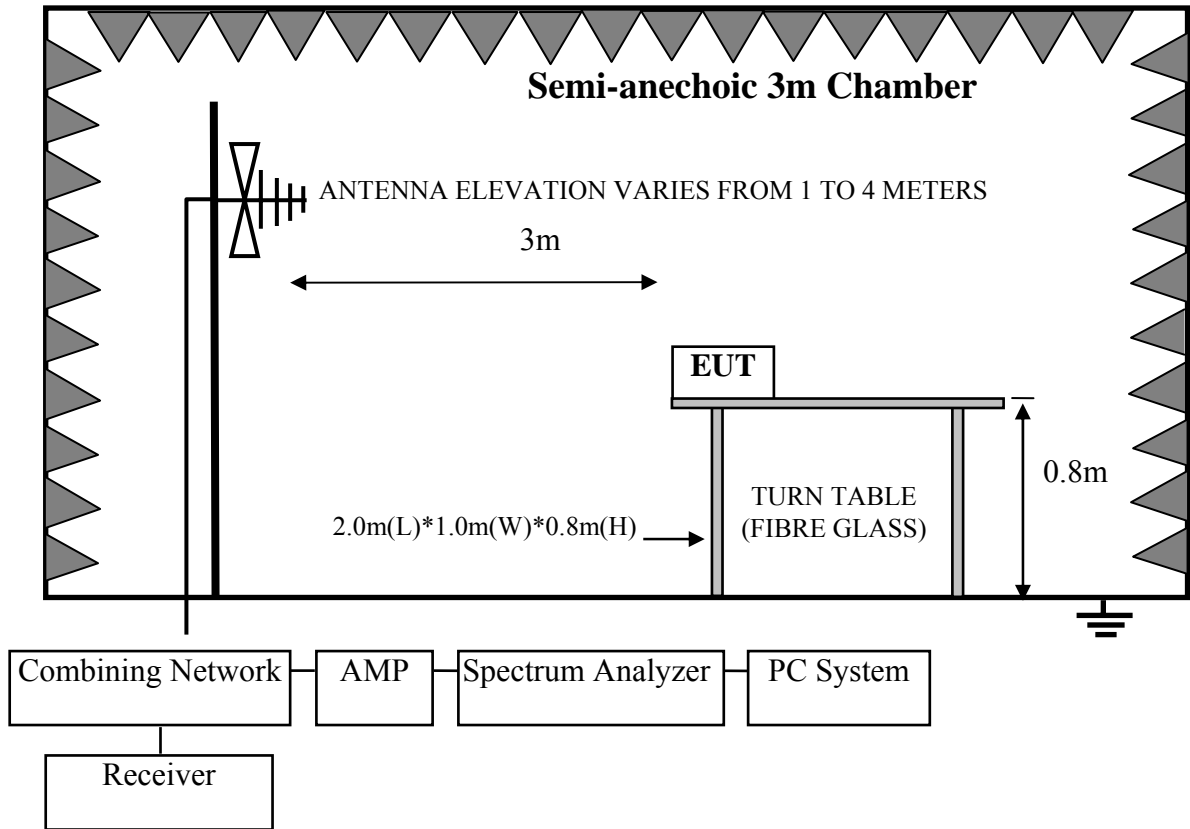 Semi-anechoic 3m Chamber
ANTENNA ELEVATION VARIES FROM 1 TO 4 METERS
3m
EUT
0.8m
TURN TABLE
(FIBRE GLASS)
2.0m(L)*1.0m(W)*0.8m(H)
Combining Network
AMP
Spectrum Analyzer
PC System
Receiver